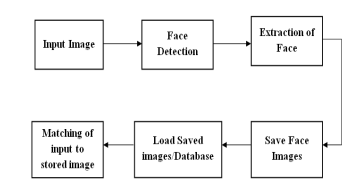 Input Image
Face
Detection
Extraction of
Face
Save Face
Images
Load Saved
images/Database
Matching of
input to
stored image